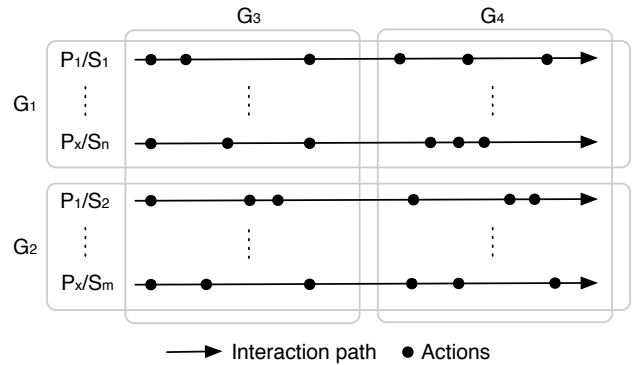 G3 G4
P1/S1
G1
Px/Sn
P1/S2
G2
Px/Sm
Interaction path Actions